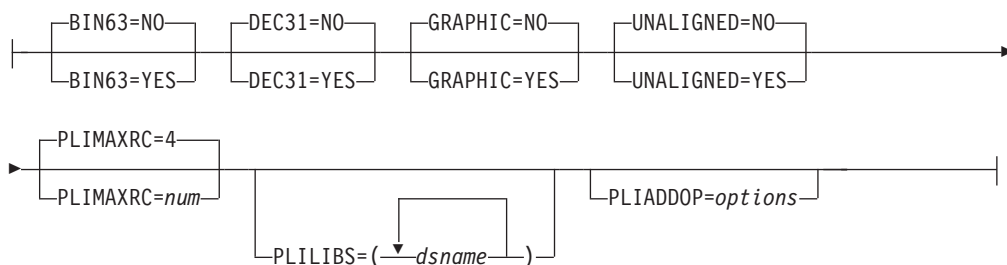 BIN63=NO DEC31=NO GRAPHIC=NO UNALIGNED=NO
BIN63=YES DEC31=YES GRAPHIC=YES UNALIGNED=YES
PLIMAXRC=4
PLIMAXRC=num PLIADDOP=options
PLILIBS=( dsname )